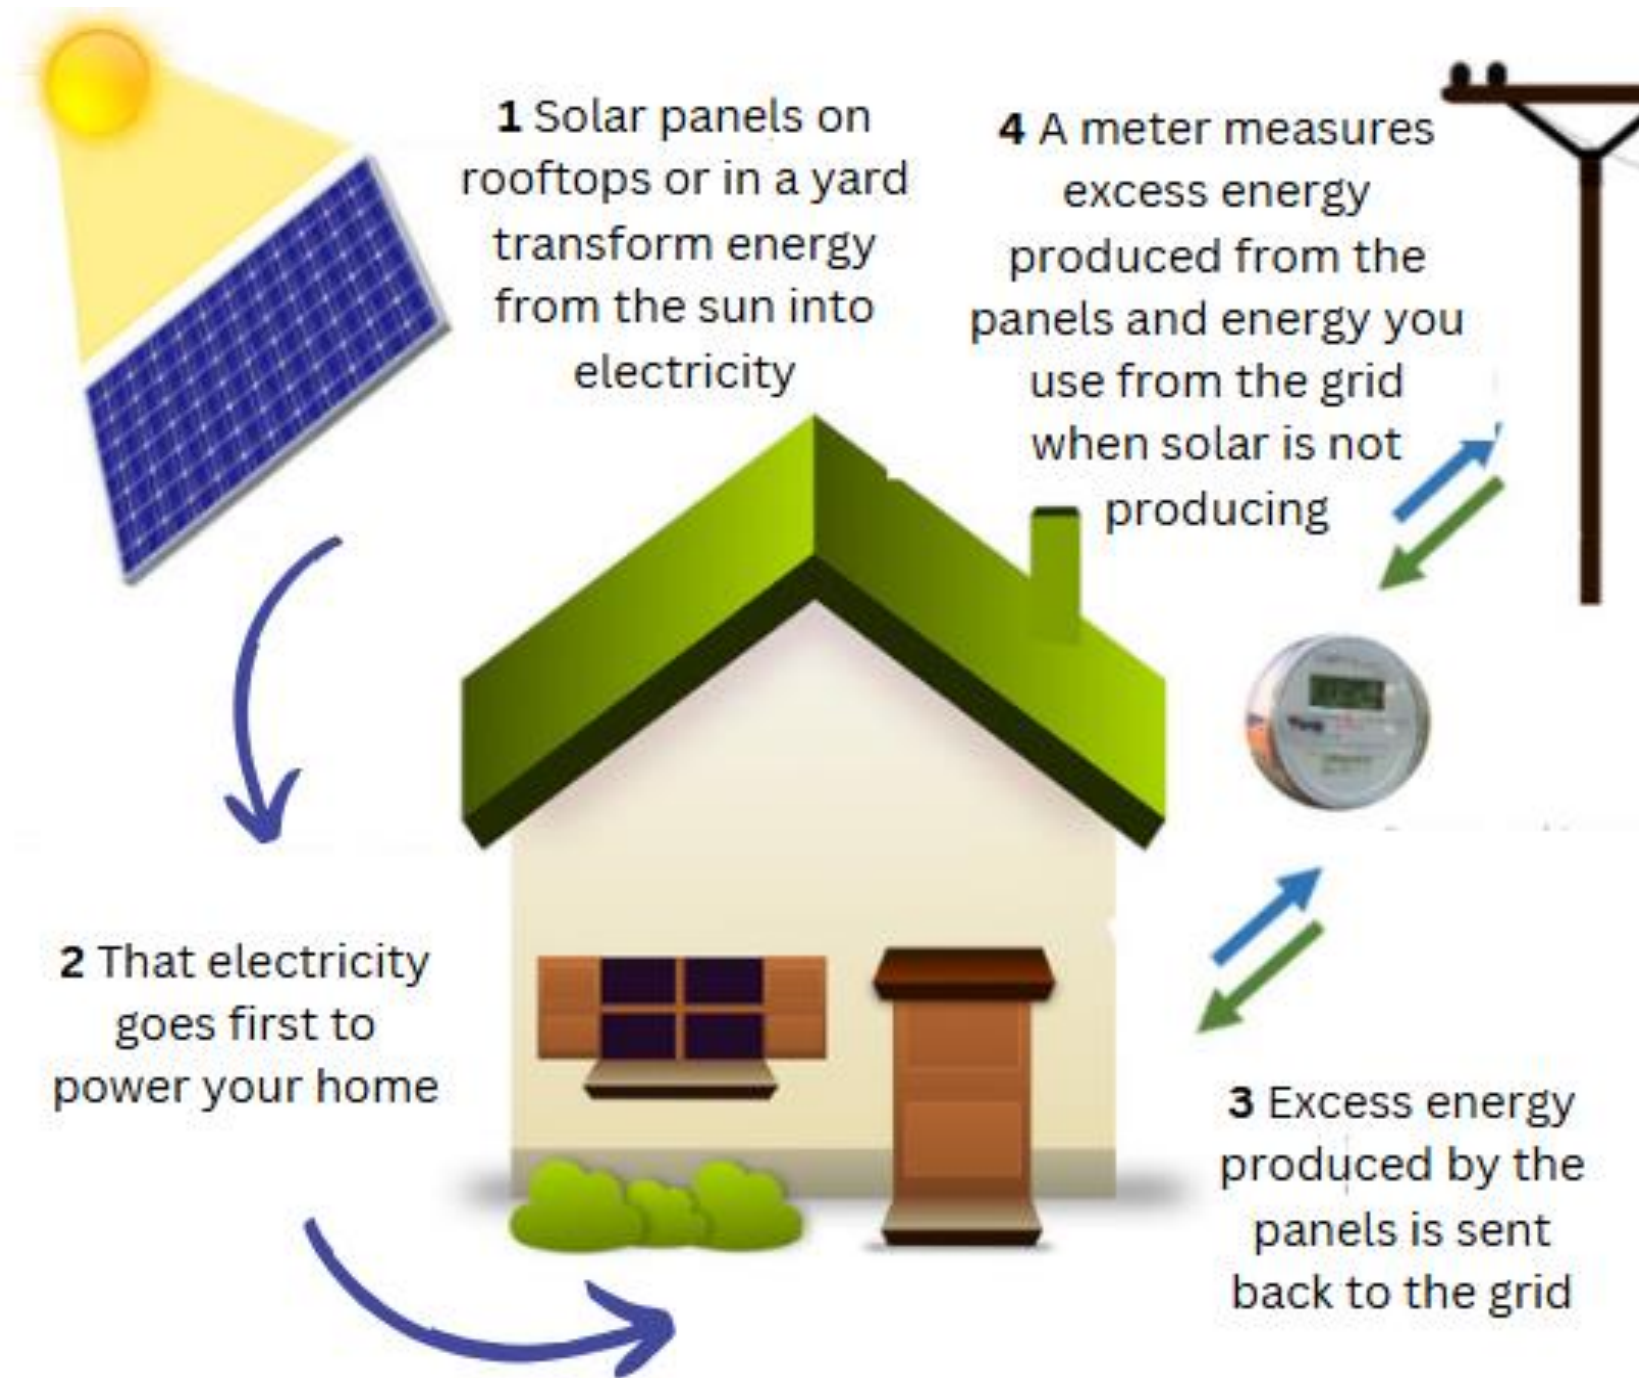 1 Solar panels on
rooftops or in a yard
transform energy
from the sun into
electricity
2 That electricity
goes first to
power your home
3 Excess energy
produced by the
panels is sent
back to the grid
4 A meter measures
excess energy
produced from the
panels and energy you
use from the grid
when solar is not
producing